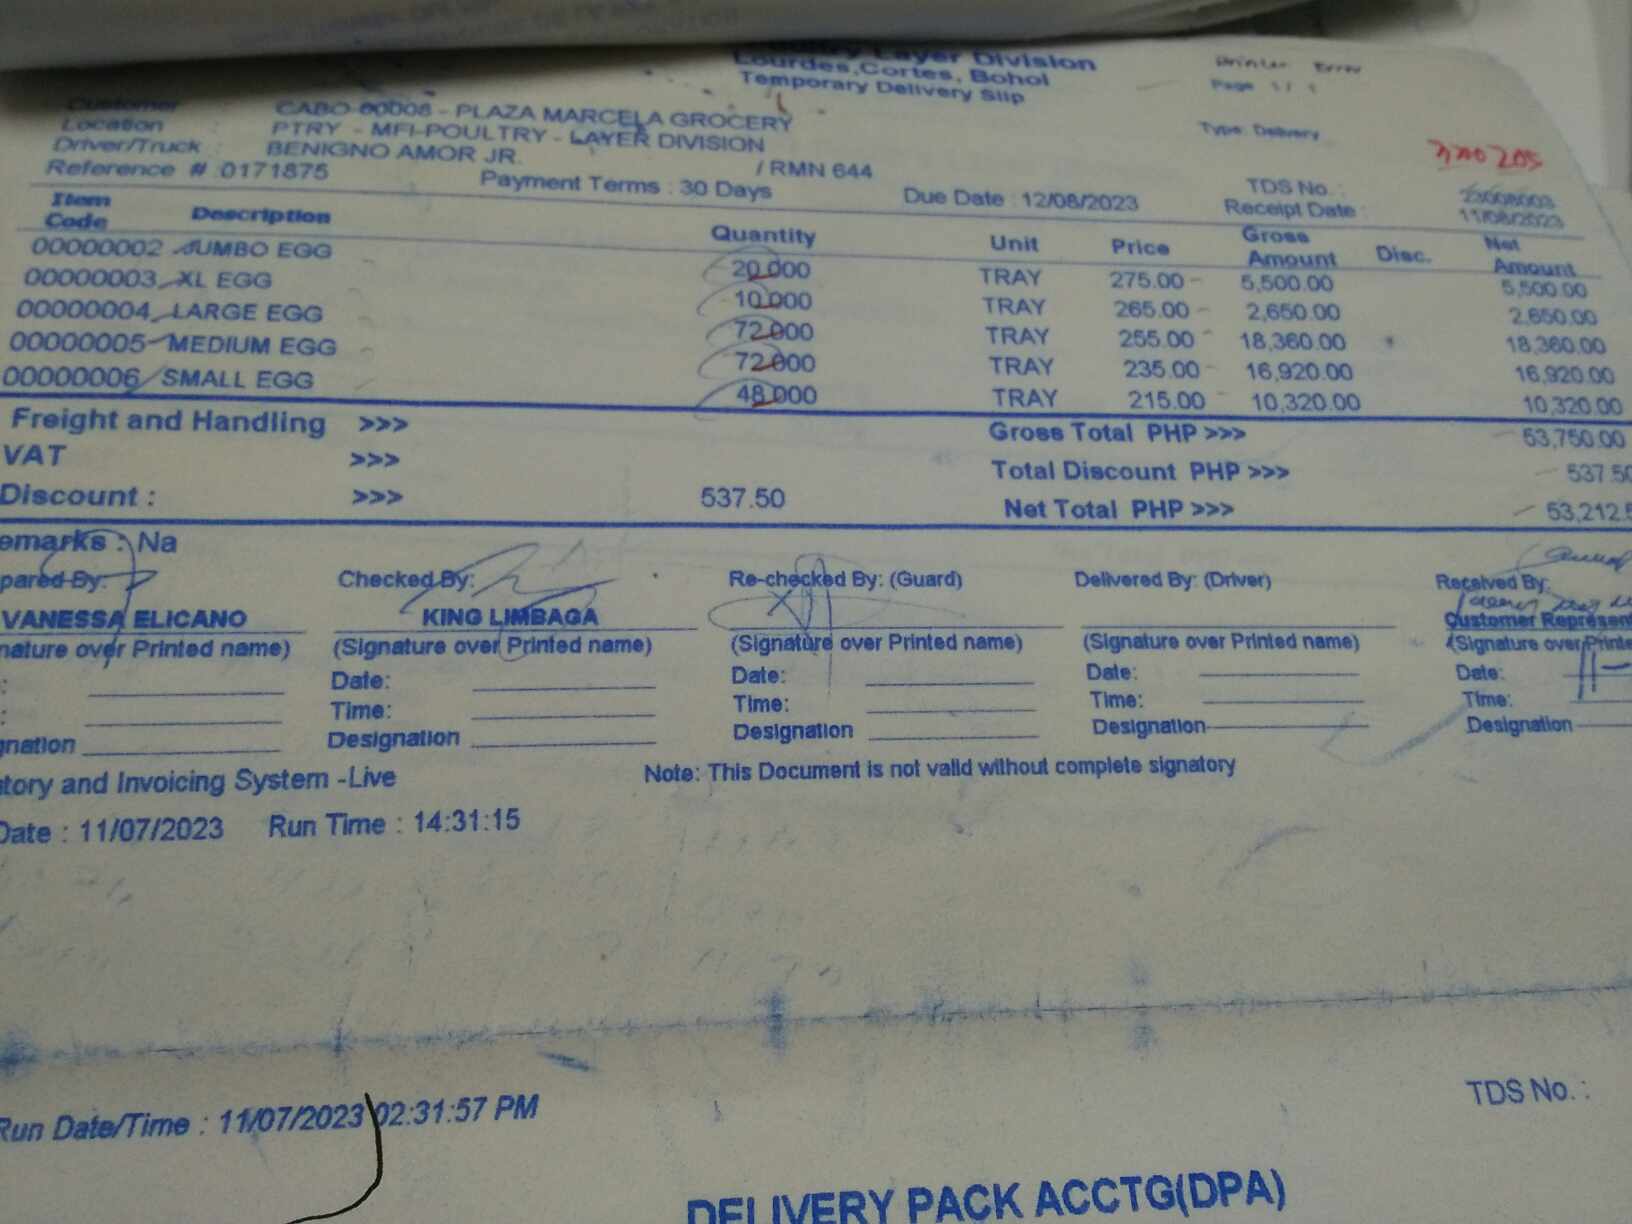 Layer Division
Lourdes,Cortes, Bohol
Temporary Delivery Slip
Printer Error
Page 1 / 1
Type: Delivery
Customer CABO-00008 - PLAZA MARCELA GROCERY
Location : PTRY - MFI-POULTRY - LAYER DIVISION
Driver/Truck : BENIGNO AMOR JR. / RMN 644
Reference # :0171875 Payment Terms : 30 Days Due Date : 12/08/2023
TDS No. :
Receipt Date : 11/08/2023
Item Code Description Quantity Unit Price Gross Amount Disc. Net Amount
00000002 JUMBO EGG 20.000 TRAY 275.00 5,500.00 5,500.00
00000003 XL EGG 10.000 TRAY 265.00 2,650.00 2,650.00
00000004 LARGE EGG 72.000 TRAY 255.00 18,360.00 18,360.00
00000005 MEDIUM EGG 72.000 TRAY 235.00 16,920.00 16,920.00
00000006 SMALL EGG 48.000 TRAY 215.00 10,320.00 10,320.00
Freight and Handling >>> Gross Total PHP >>> 53,750.00
VAT >>> Total Discount PHP >>> 537.50
Discount : >>> 537.50 Net Total PHP >>> 53,212.5
emarks : Na
pared By: Checked By: Re-checked By: (Guard) Delivered By: (Driver) Received By:
VANESSA ELICANO KING LIMBAGA Customer Represent
nature over Printed name) (Signature over Printed name) (Signature over Printed name) (Signature over Printed name) (Signature over Printe
: Date: Date: Date: Date:
: Time: Time: Time: Time:
gnation Designation Designation Designation Designation
tory and Invoicing System -Live Note: This Document is not valid without complete signatory
Date : 11/07/2023 Run Time : 14:31:15
Run Date/Time : 11/07/2023 02:31:57 PM TDS No. :
DELIVERY PACK ACCTG(DPA)